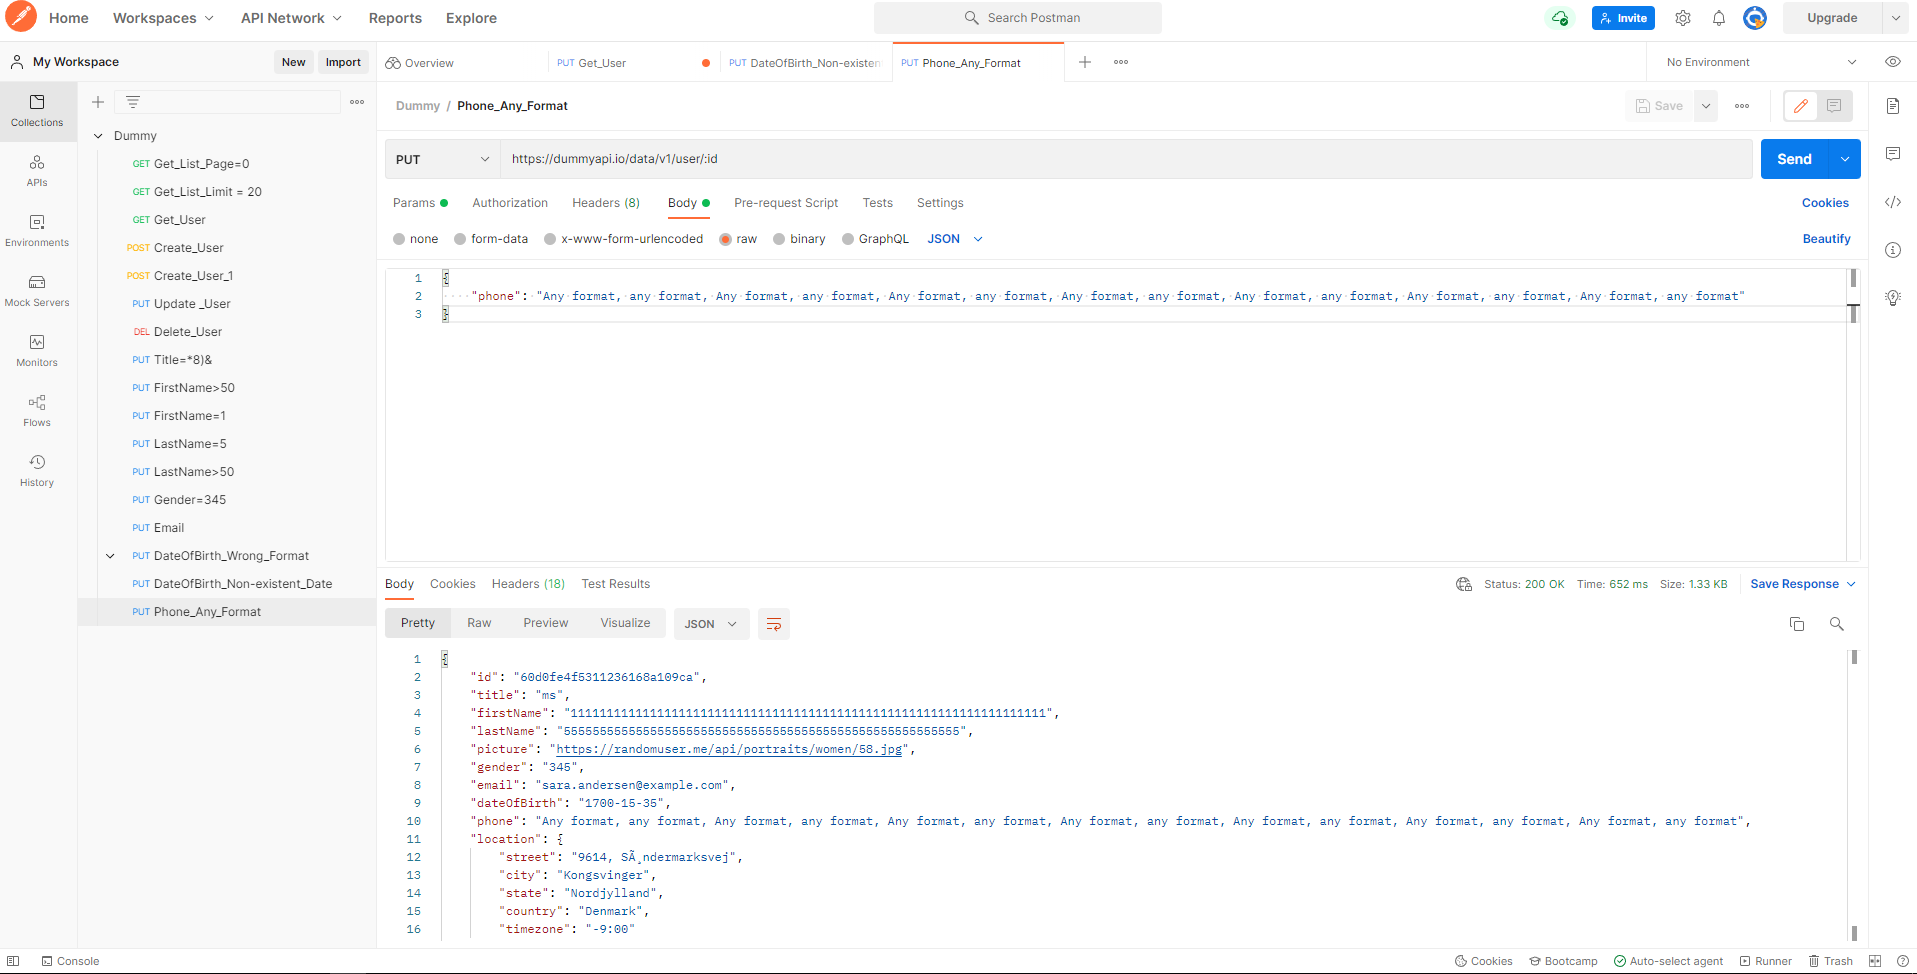 Home Workspaces API Network Reports Explore Search Postman Invite Upgrade
My Workspace New Import Overview PUT Get_User PUT DateOfBirth_Non-existen PUT Phone_Any_Format No Environment
Collections
APIs
Environments
Mock Servers
Monitors
Flows
History
Dummy
GET Get_List_Page=0
GET Get_List_Limit = 20
GET Get_User
POST Create_User
POST Create_User_1
PUT Update _User
DEL Delete_User
PUT Title=*8)&
PUT FirstName>50
PUT FirstName=1
PUT LastName=5
PUT LastName>50
PUT Gender=345
PUT Email
PUT DateOfBirth_Wrong_Format
PUT DateOfBirth_Non-existent_Date
PUT Phone_Any_Format
Dummy / Phone_Any_Format Save
PUT https://dummyapi.io/data/v1/user/:id Send
Params Authorization Headers (8) Body Pre-request Script Tests Settings Cookies
none form-data x-www-form-urlencoded raw binary GraphQL JSON Beautify
1 {
2 "phone": "Any format, any format, Any format, any format, Any format, any format, Any format, any format, Any format, any format, Any format, any format, Any format, any format"
3 }
Body Cookies Headers (18) Test Results Status: 200 OK Time: 652 ms Size: 1.33 KB Save Response
Pretty Raw Preview Visualize JSON
1 {
2 "id": "60d0fe4f5311236168a109ca",
3 "title": "ms",
4 "firstName": "111111111111111111111111111111111111111111111111111111111111111111",
5 "lastName": "5555555555555555555555555555555555555555555555555555555",
6 "picture": "https://randomuser.me/api/portraits/women/58.jpg",
7 "gender": "345",
8 "email": "sara.andersen@example.com",
9 "dateOfBirth": "1700-15-35",
10 "phone": "Any format, any format, Any format, any format, Any format, any format, Any format, any format, Any format, any format, Any format, any format, Any format, any format",
11 "location": {
12 "street": "9614, SÃ¸ndermarksvej",
13 "city": "Kongsvinger",
14 "state": "Nordjylland",
15 "country": "Denmark",
16 "timezone": "-9:00"
Console Cookies Bootcamp Auto-select agent Runner Trash